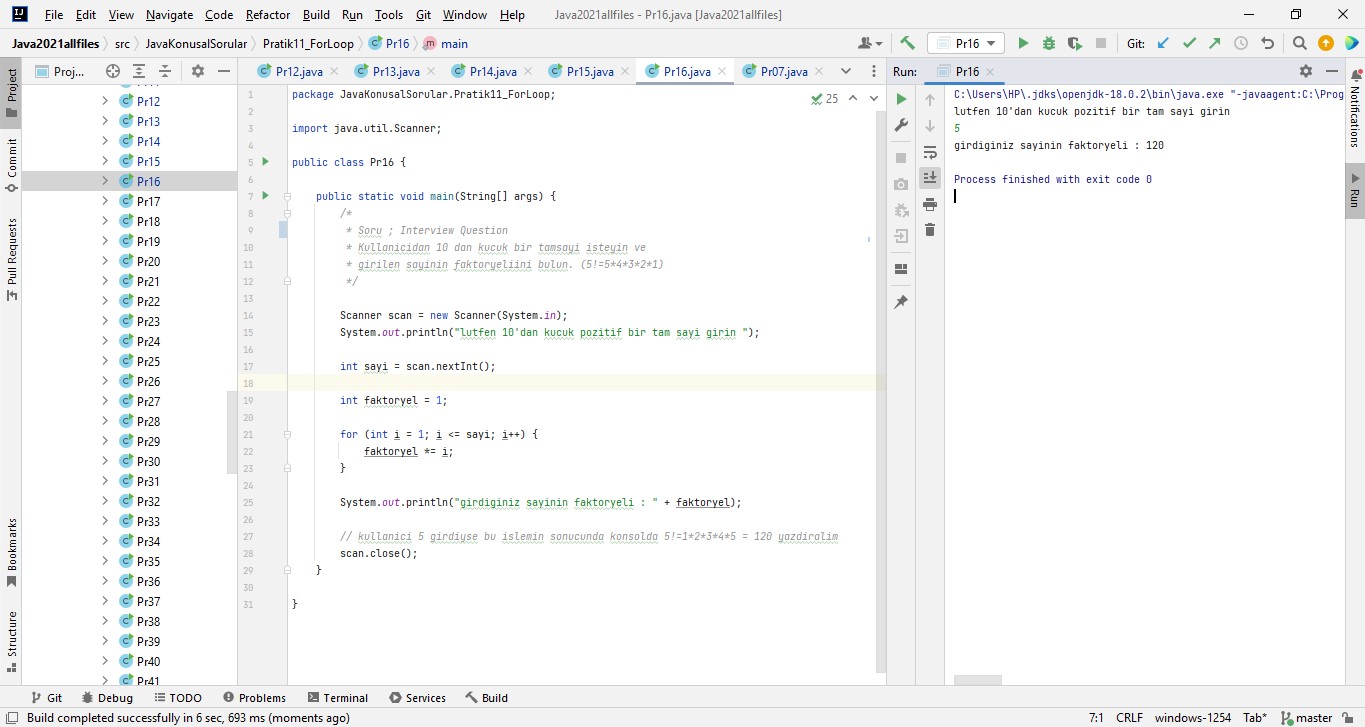 File Edit View Navigate Code Refactor Build Run Tools Git Window Help Java2021allfiles - Pr16.java [Java2021allfiles]
Java2021allfiles src JavaKonusalSorular Pratik11_ForLoop Pr16 main Pr16 Git:
Project
Commit
Pull Requests
Bookmarks
Structure
Proj...
Pr12
Pr13
Pr14
Pr15
Pr16
Pr17
Pr18
Pr19
Pr20
Pr21
Pr22
Pr23
Pr24
Pr25
Pr26
Pr27
Pr28
Pr29
Pr30
Pr31
Pr32
Pr33
Pr34
Pr35
Pr36
Pr37
Pr38
Pr39
Pr40
Pr41
Pr12.java Pr13.java Pr14.java Pr15.java Pr16.java Pr07.java
25
1 package JavaKonusalSorular.Pratik11_ForLoop;
2
3 import java.util.Scanner;
4
5 public class Pr16 {
6
7 public static void main(String[] args) {
8 /*
9 * Soru ; Interview Question
10 * Kullanicidan 10 dan kucuk bir tamsayi isteyin ve
11 * girilen sayinin faktoryeliini bulun. (5!=5*4*3*2*1)
12 */
13
14 Scanner scan = new Scanner(System.in);
15 System.out.println("lutfen 10'dan kucuk pozitif bir tam sayi girin ");
16
17 int sayi = scan.nextInt();
18
19 int faktoryel = 1;
20
21 for (int i = 1; i <= sayi; i++) {
22 faktoryel *= i;
23 }
24
25 System.out.println("girdiginiz sayinin faktoryeli : " + faktoryel);
26
27 // kullanici 5 girdiyse bu islemin sonucunda konsolda 5!=1*2*3*4*5 = 120 yazdiralim
28 scan.close();
29 }
30
31 }
Run: Pr16
C:\Users\HP\.jdks\openjdk-18.0.2\bin\java.exe "-javaagent:C:\Prog
lutfen 10'dan kucuk pozitif bir tam sayi girin
5
girdiginiz sayinin faktoryeli : 120
Process finished with exit code 0
Notifications
Run
Git Debug TODO Problems Terminal Services Build
Build completed successfully in 6 sec, 693 ms (moments ago) 7:1 CRLF windows-1254 Tab* master